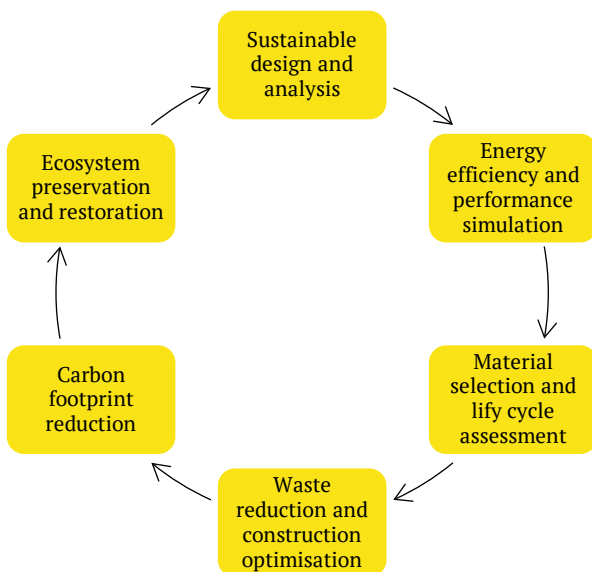 Sustainable
design and
analysis
Energy
efficiency and
performance
simulation
Material
selection and
lify cycle
assessment
Waste
reduction and
construction
optimisation
Carbon
footprint
reduction
Ecosystem
preservation
and restoration